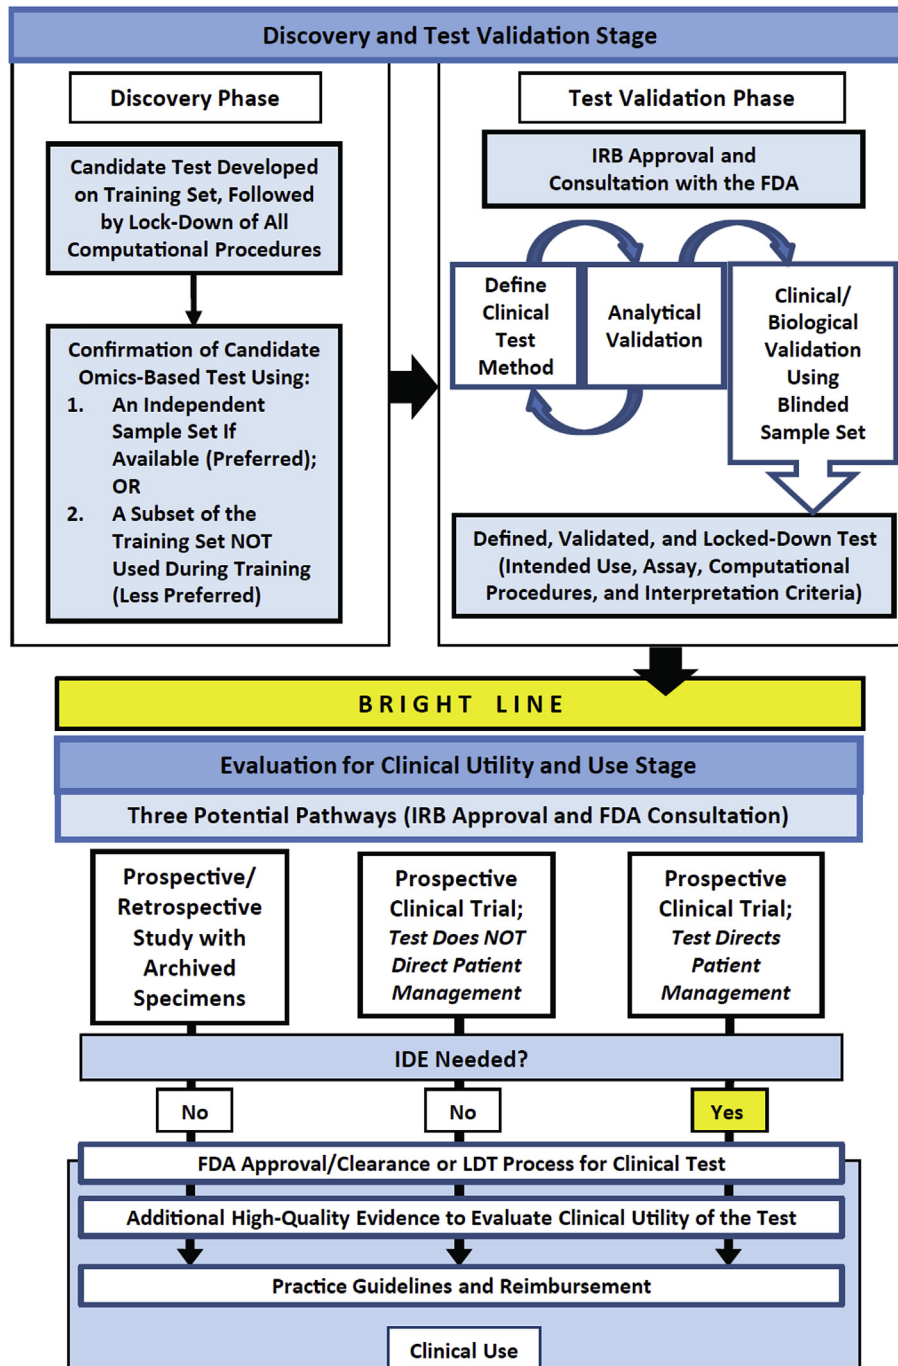 Discovery and Test Validation Stage
Discovery Phase
Candidate Test Developed
on Training Set, Followed
by Lock-Down of All
Computational Procedures
Confirmation of Candidate
Omics-Based Test Using:
1. An Independent
Sample Set If
Available (Preferred);
OR
2. A Subset of the
Training Set NOT
Used During Training
(Less Preferred)
Test Validation Phase
IRB Approval and
Consultation with the FDA
Define
Clinical
Test
Method
Analytical
Validation
Clinical/
Biological
Validation
Using
Blinded
Sample Set
Defined, Validated, and Locked-Down Test
(Intended Use, Assay, Computational
Procedures, and Interpretation Criteria)
BRIGHT LINE
Evaluation for Clinical Utility and Use Stage
Three Potential Pathways (IRB Approval and FDA Consultation)
Prospective/
Retrospective
Study with
Archived
Specimens
Prospective
Clinical Trial;
Test Does NOT
Direct Patient
Management
Prospective
Clinical Trial;
Test Directs
Patient
Management
IDE Needed?
No
No
Yes
FDA Approval/Clearance or LDT Process for Clinical Test
Additional High-Quality Evidence to Evaluate Clinical Utility of the Test
Practice Guidelines and Reimbursement
Clinical Use